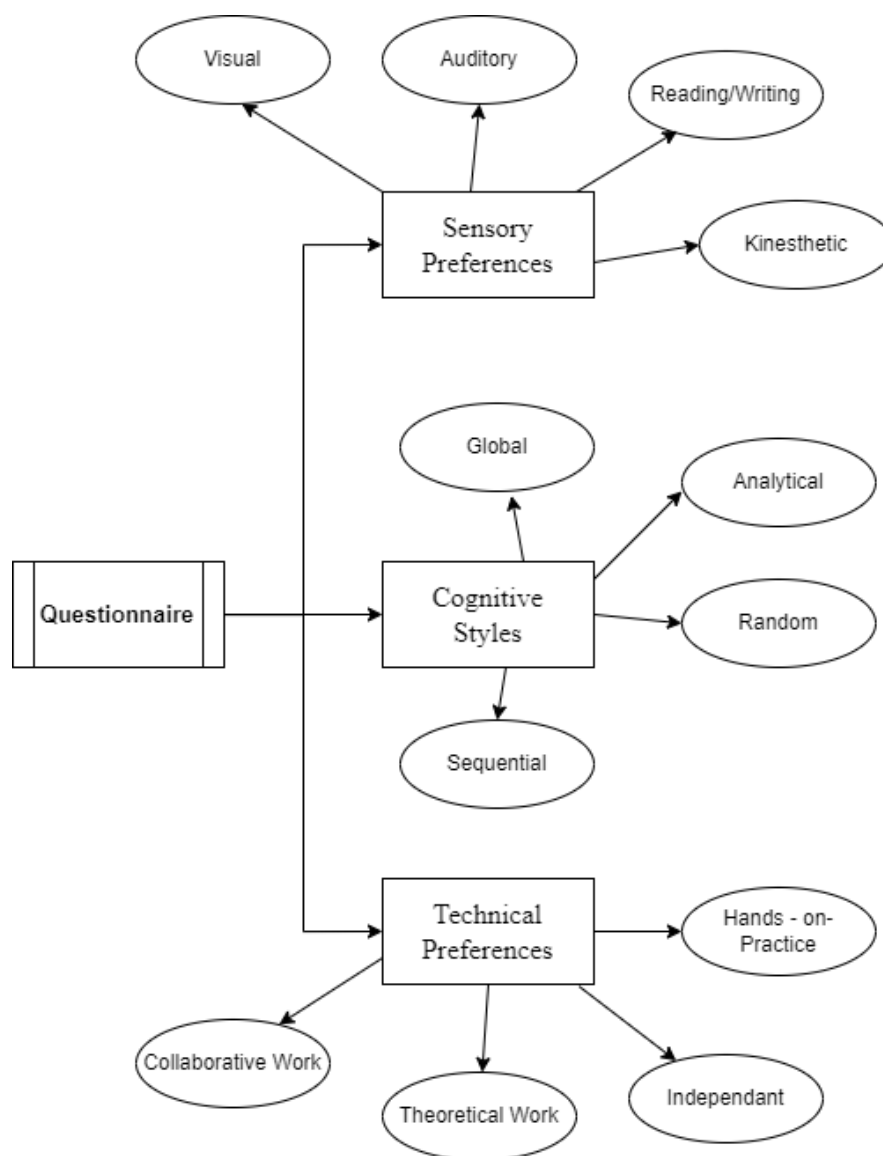 Visual
Auditory
Reading/Writing
Sensory
Preferences
Kinesthetic
Global
Analytical
Questionnaire
Cognitive
Styles
Random
Sequential
Technical
Preferences
Hands - on-
Practice
Collaborative Work
Theoretical Work
Independant